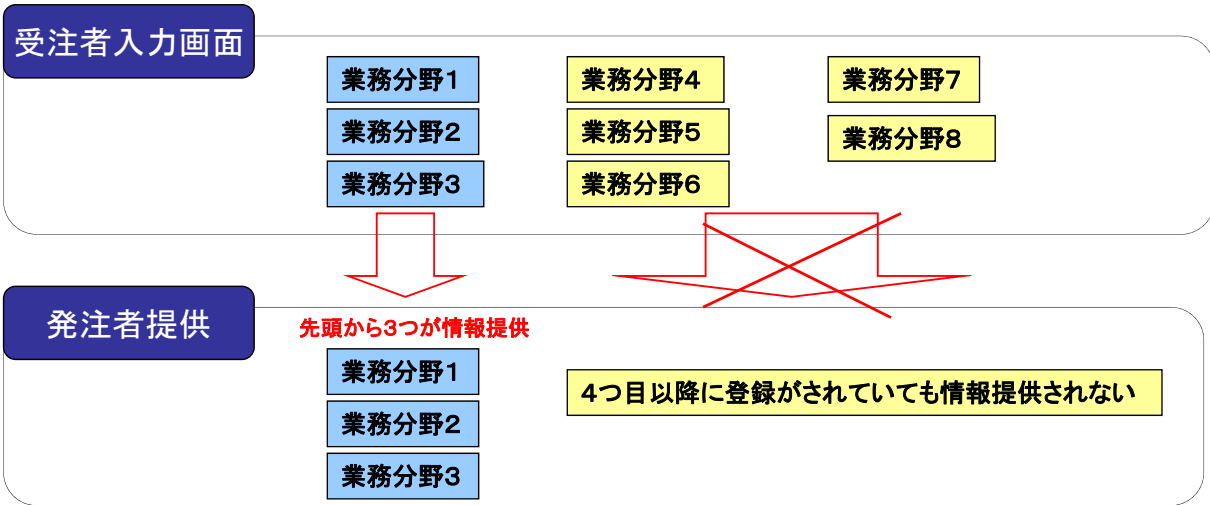 受注者入力画面
業務分野1
業務分野2
業務分野3
業務分野4
業務分野5
業務分野6
業務分野7
業務分野8
発注者提供
先頭から3つが情報提供
業務分野1
業務分野2
業務分野3
4つ目以降に登録がされていても情報提供されない